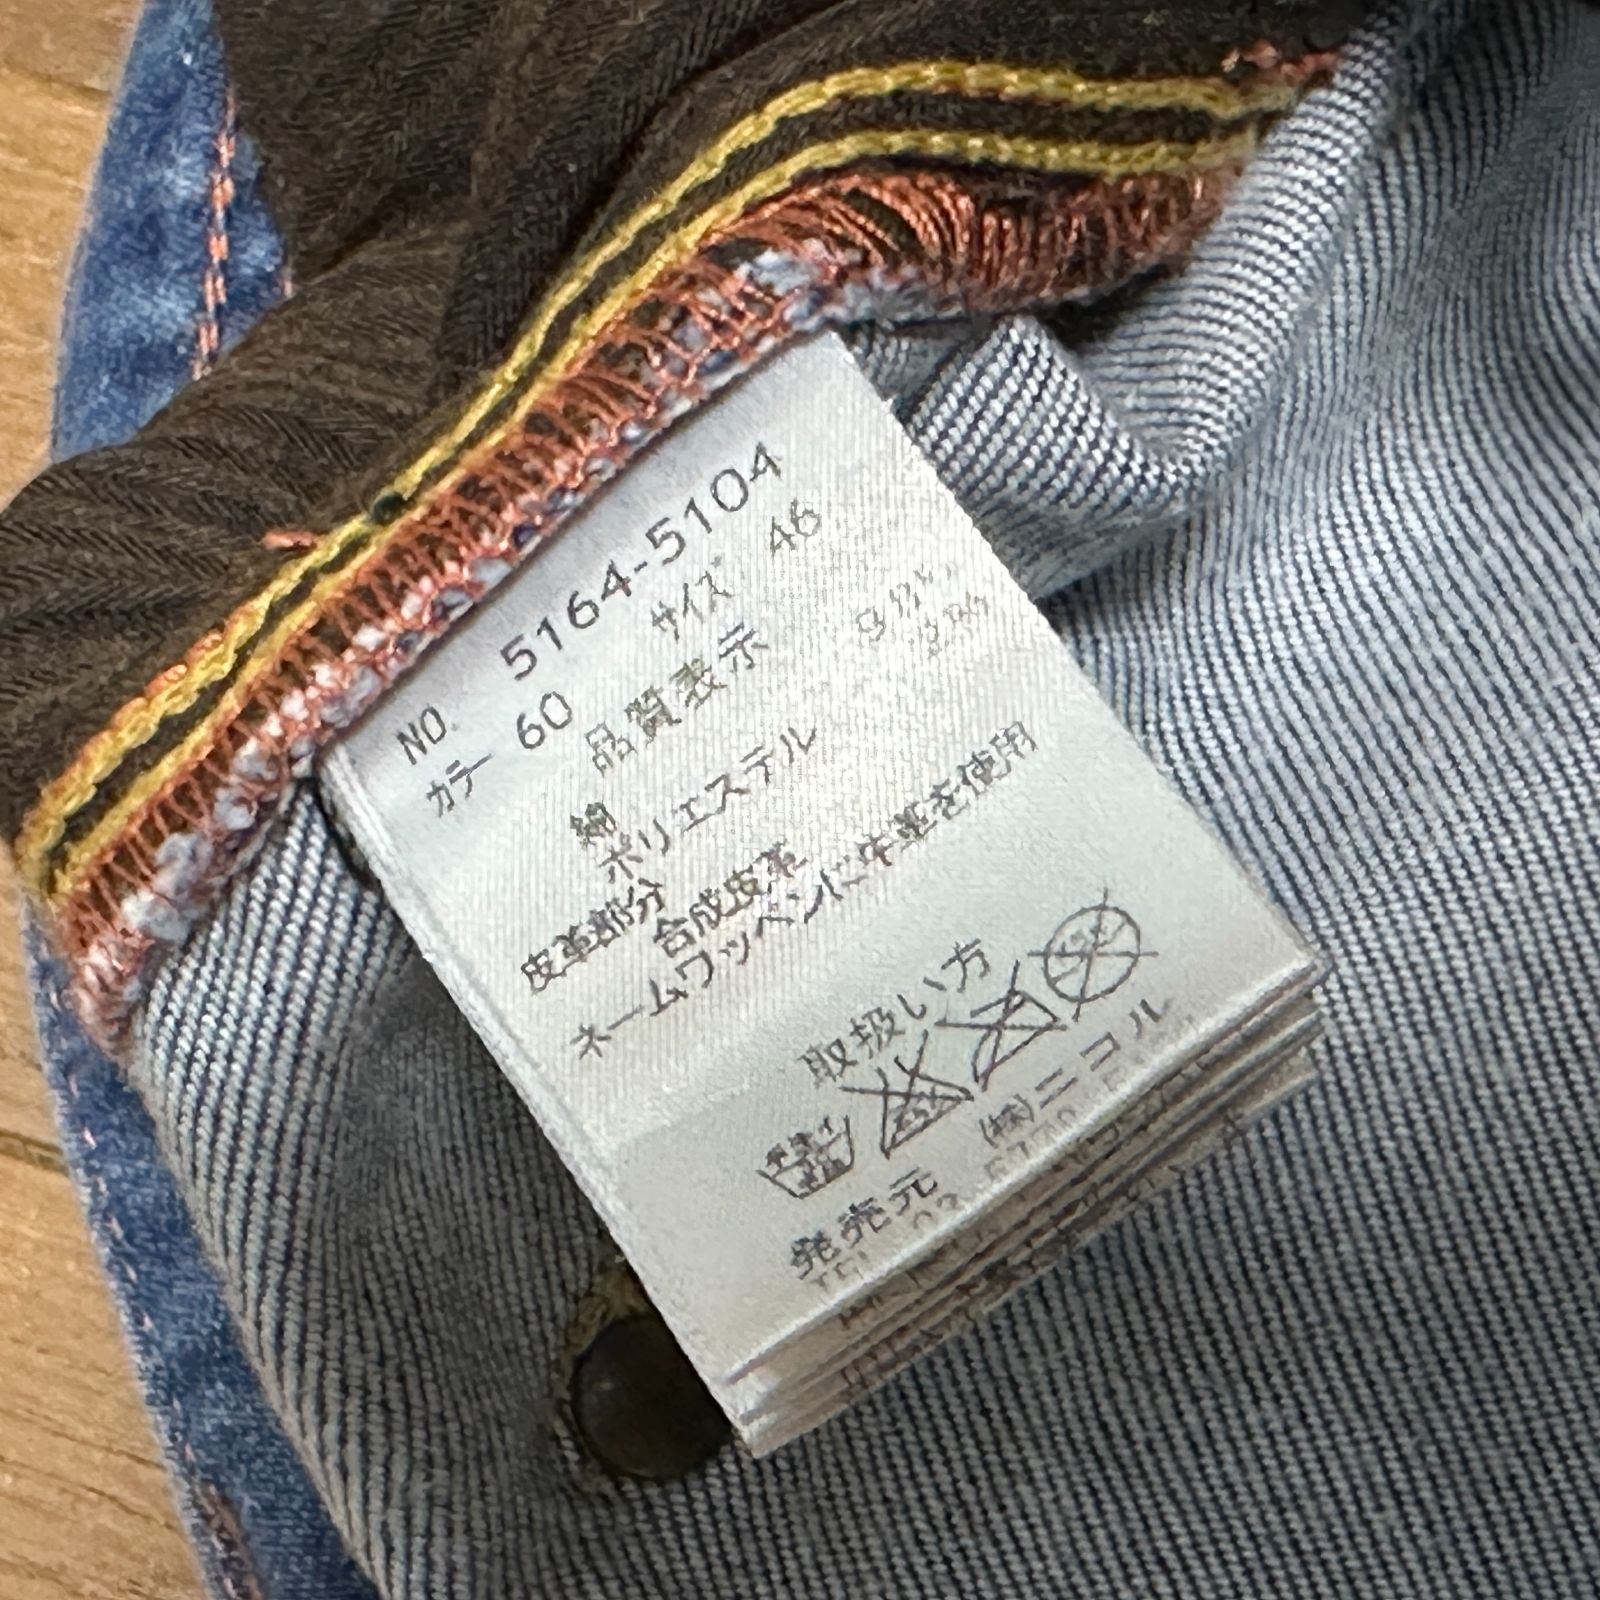 NO. 5164-5104
カラー 60 サイズ 46
品質表示
綿
ポリエステル
皮革部分
合成皮革
ネームワッペンに牛革を使用
取扱い方
発売元 (株)ニコル